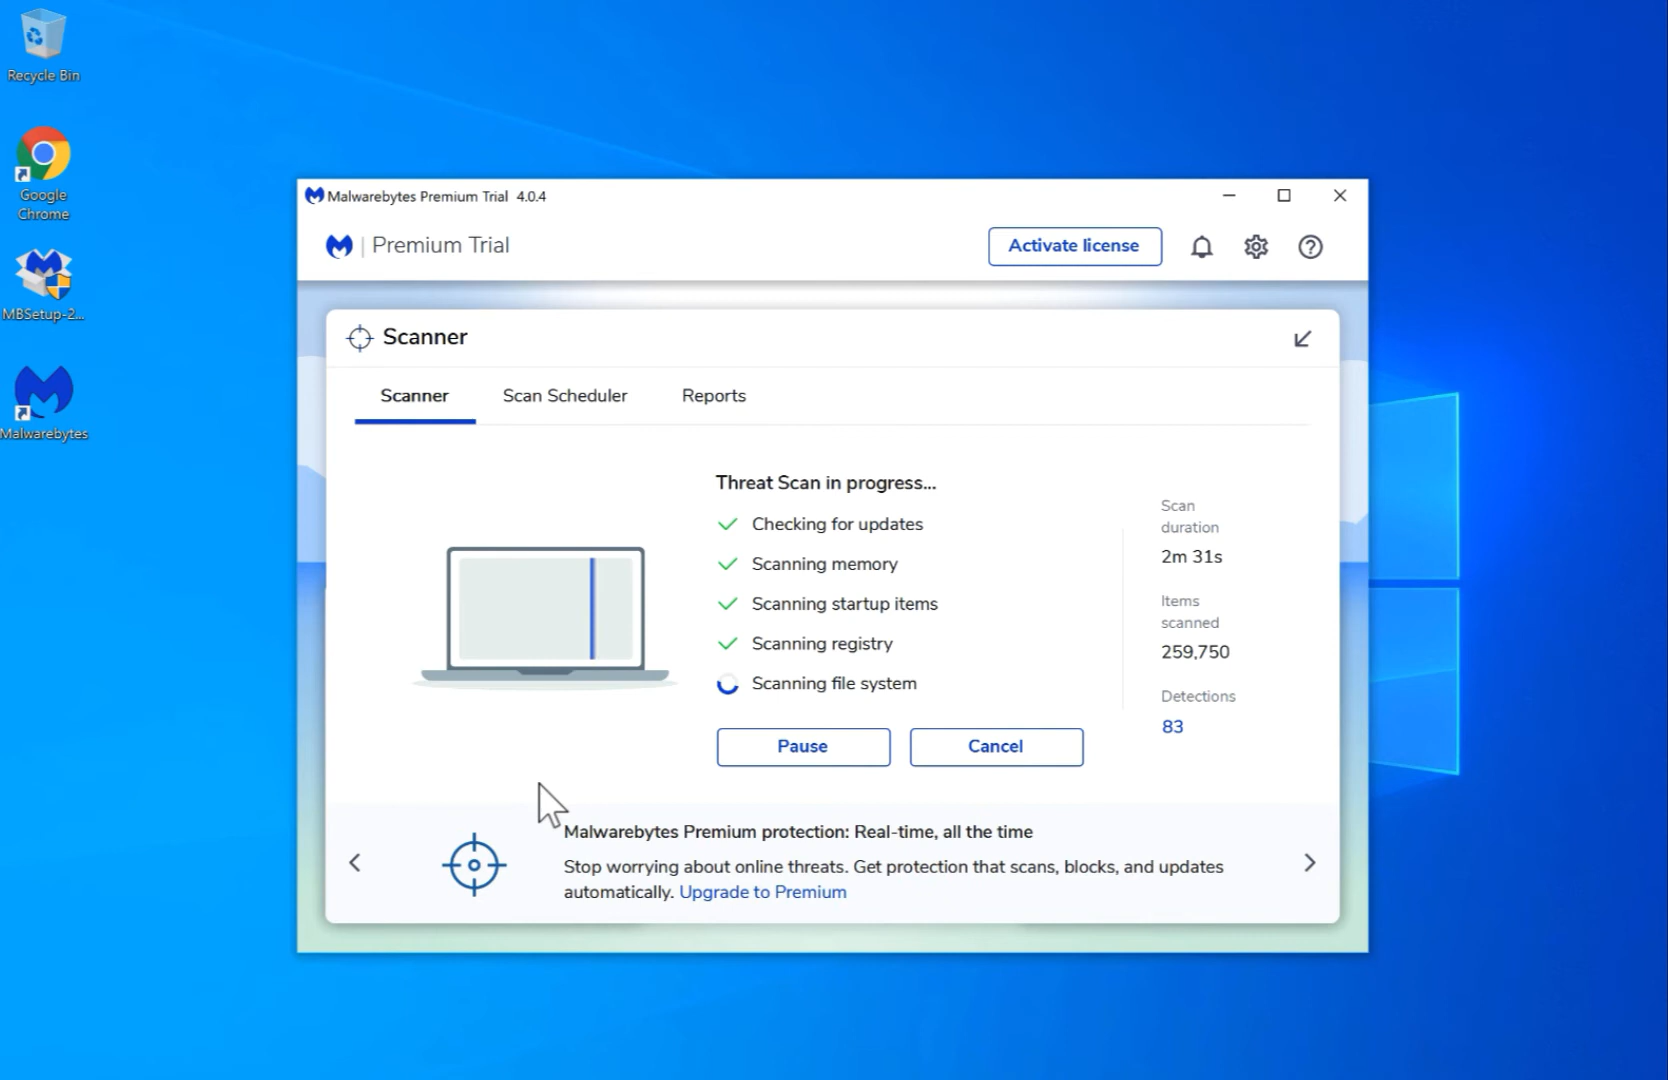 Recycle Bin
Google
Chrome
MBSetup-2...
Malwarebytes
Malwarebytes Premium Trial 4.0.4
Premium Trial
Activate license
Scanner
Scanner
Scan Scheduler
Reports
Threat Scan in progress...
Checking for updates
Scanning memory
Scanning startup items
Scanning registry
Scanning file system
Pause
Cancel
Scan
duration
2m 31s
Items
scanned
259,750
Detections
83
Malwarebytes Premium protection: Real-time, all the time
Stop worrying about online threats. Get protection that scans, blocks, and updates
automatically. Upgrade to Premium